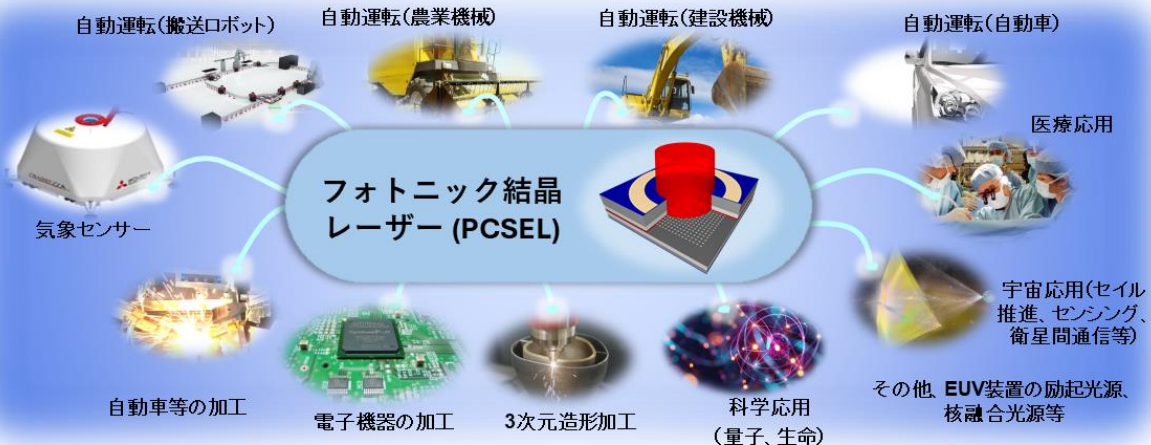 自動運転(搬送ロボット)
自動運転(農業機械)
自動運転(建設機械)
自動運転(自動車)
医療応用
気象センサー
フォトニック結晶
レーザー (PCSEL)
宇宙応用(セイル
推進、センシング、
衛星間通信等)
自動車等の加工
電子機器の加工
3次元造形加工
科学応用
(量子、生命)
その他、EUV装置の励起光源、
核融合光源等